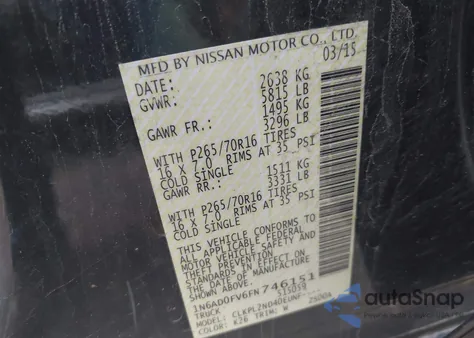 MFD BY NISSAN MOTOR CO., LTD.
DATE: 03/15
GVWR: 2638 KG
5815 LB
GAWR FR.: 1495 KG
3296 LB
WITH P265/70R16 TIRES
16 X 7.0 RIMS AT 35 PSI
COLD SINGLE
GAWR RR.: 1511 KG
3331 LB
WITH P265/70R16 TIRES
16 X 7.0 RIMS AT 35 PSI
COLD SINGLE
THIS VEHICLE CONFORMS TO
ALL APPLICABLE FEDERAL
MOTOR VEHICLE SAFETY AND
THEFT PREVENTION STANDARDS
IN EFFECT ON THE DATE OF
MANUFACTURE SHOWN ABOVE.
1N6AD0FV6FN746151
TRUCK
MODEL:
COLOR: K26 TRIM: W
autoSnap